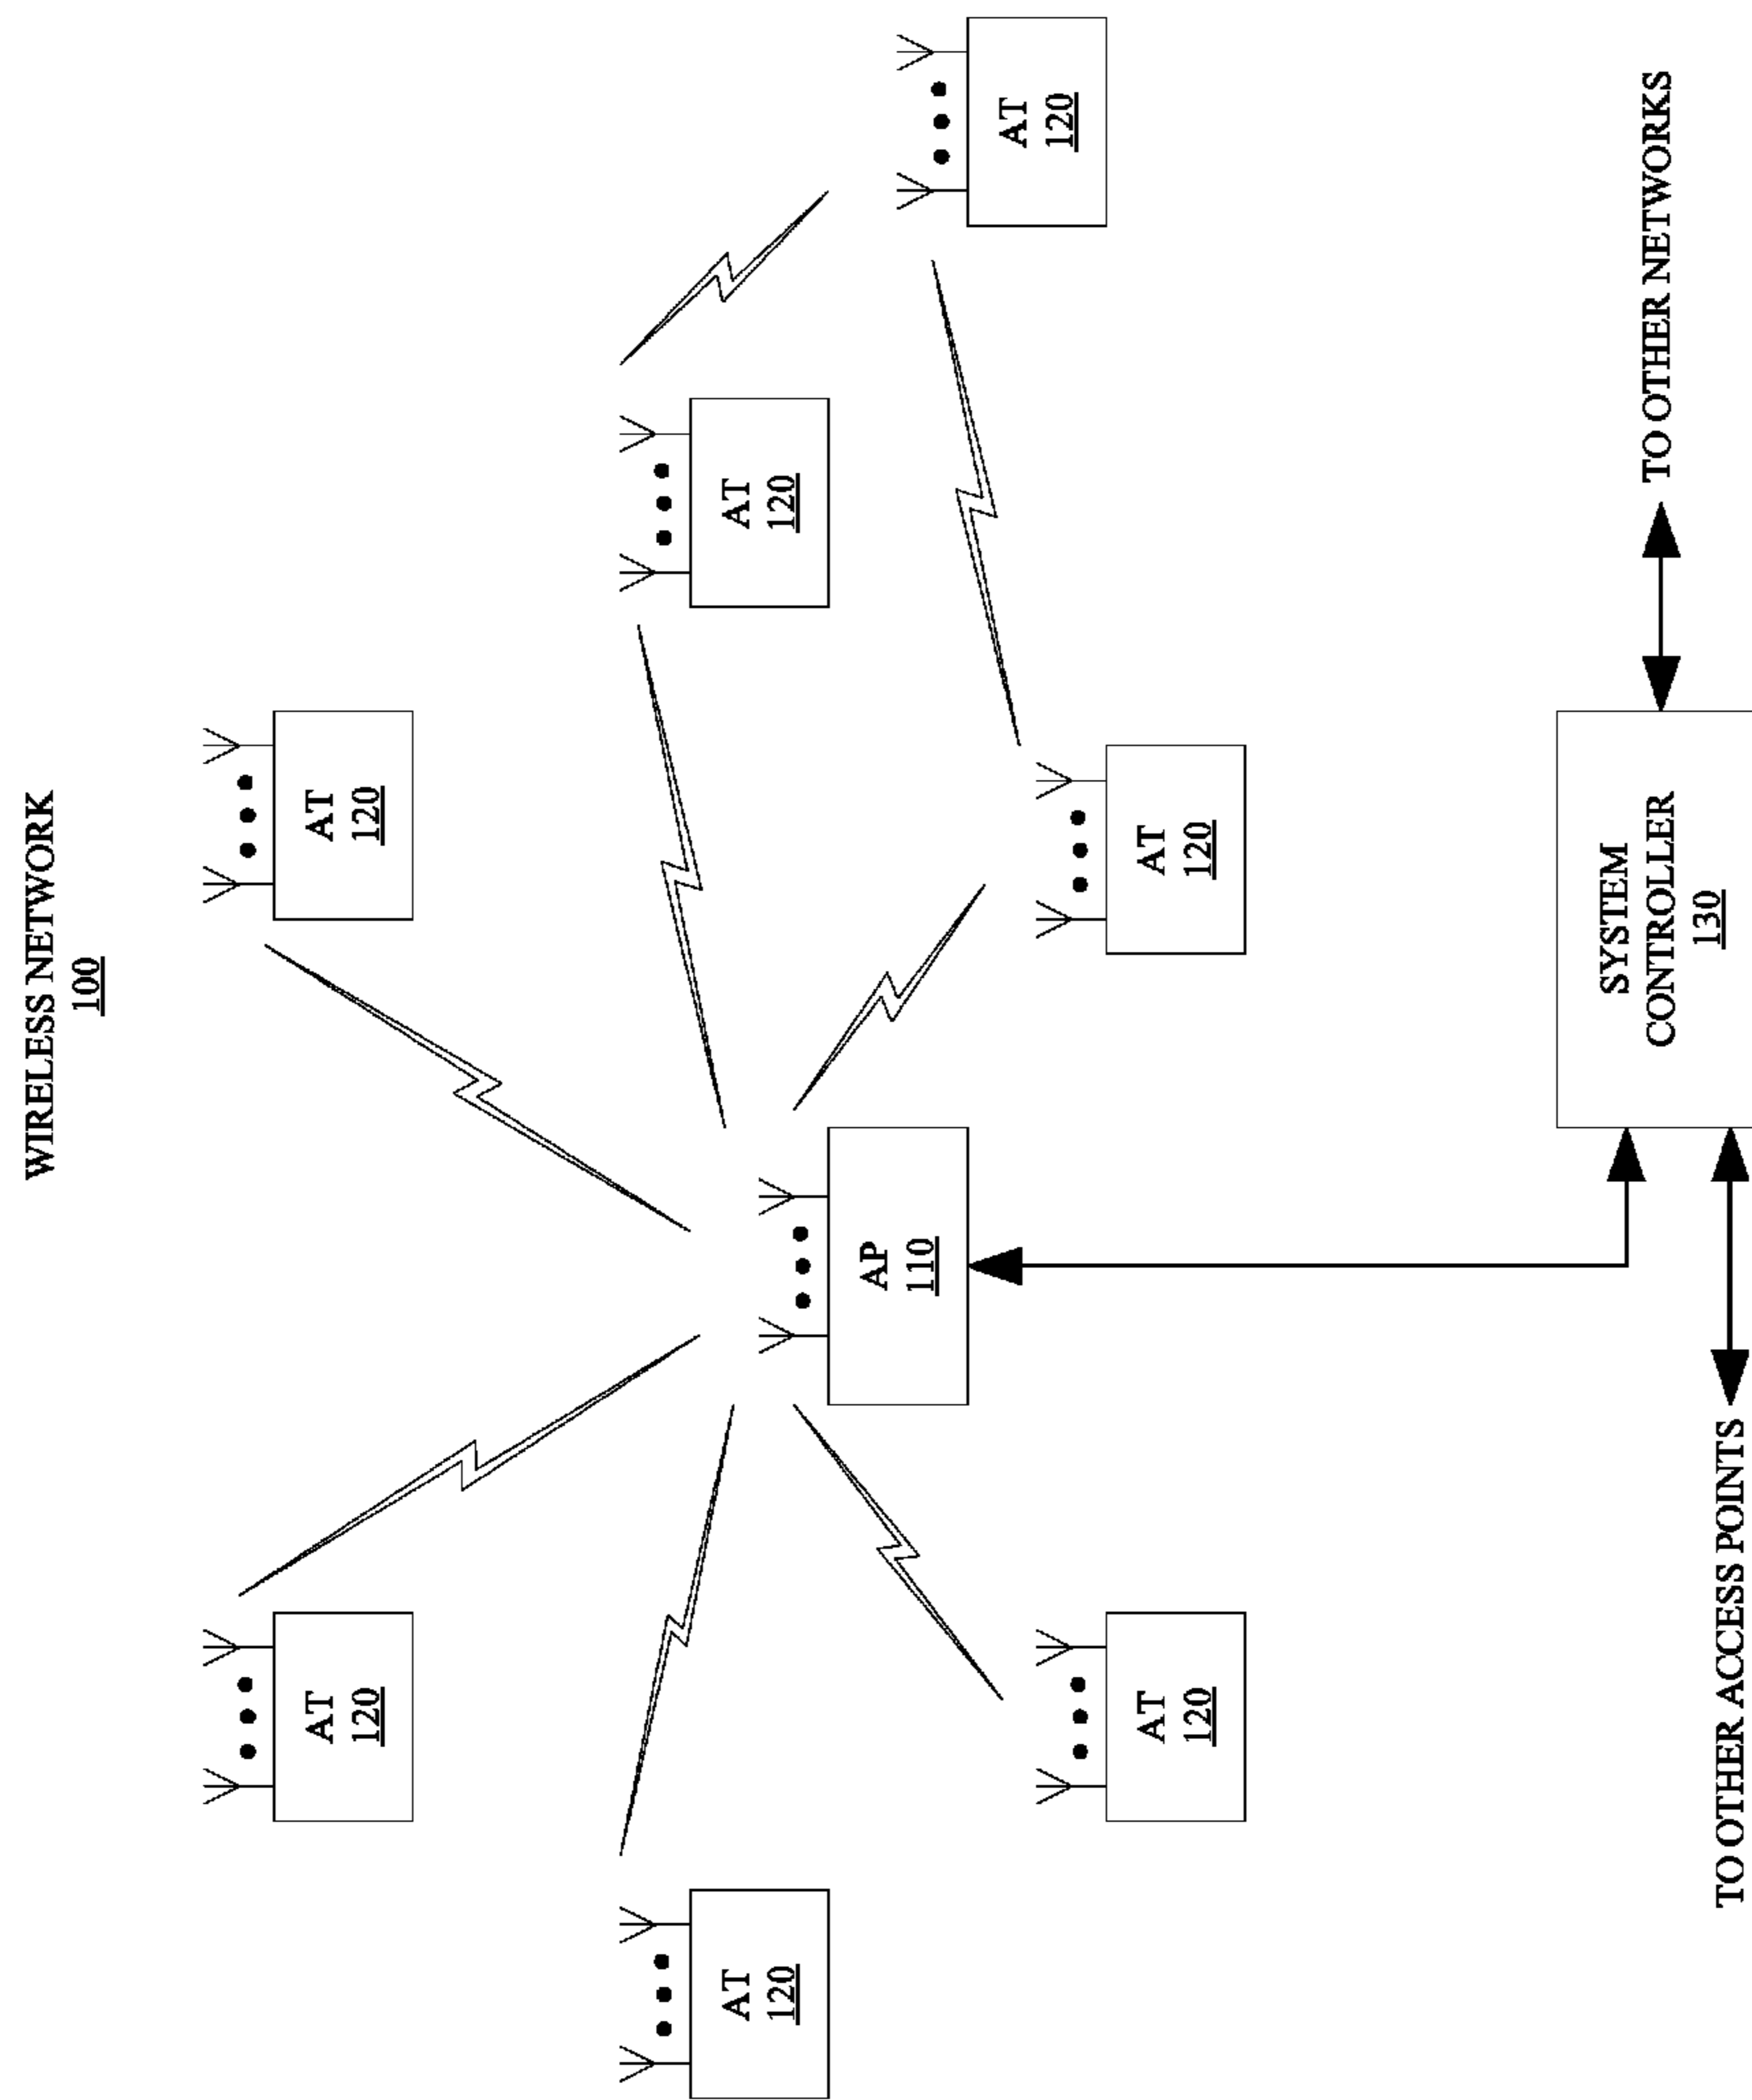 WIRELESS NETWORK
100
AT
120
AT
120
AT
120
AT
120
AP
110
AT
120
AT
120
AT
120
SYSTEM
CONTROLLER
130
TO OTHER ACCESS POINTS
TO OTHER NETWORKS